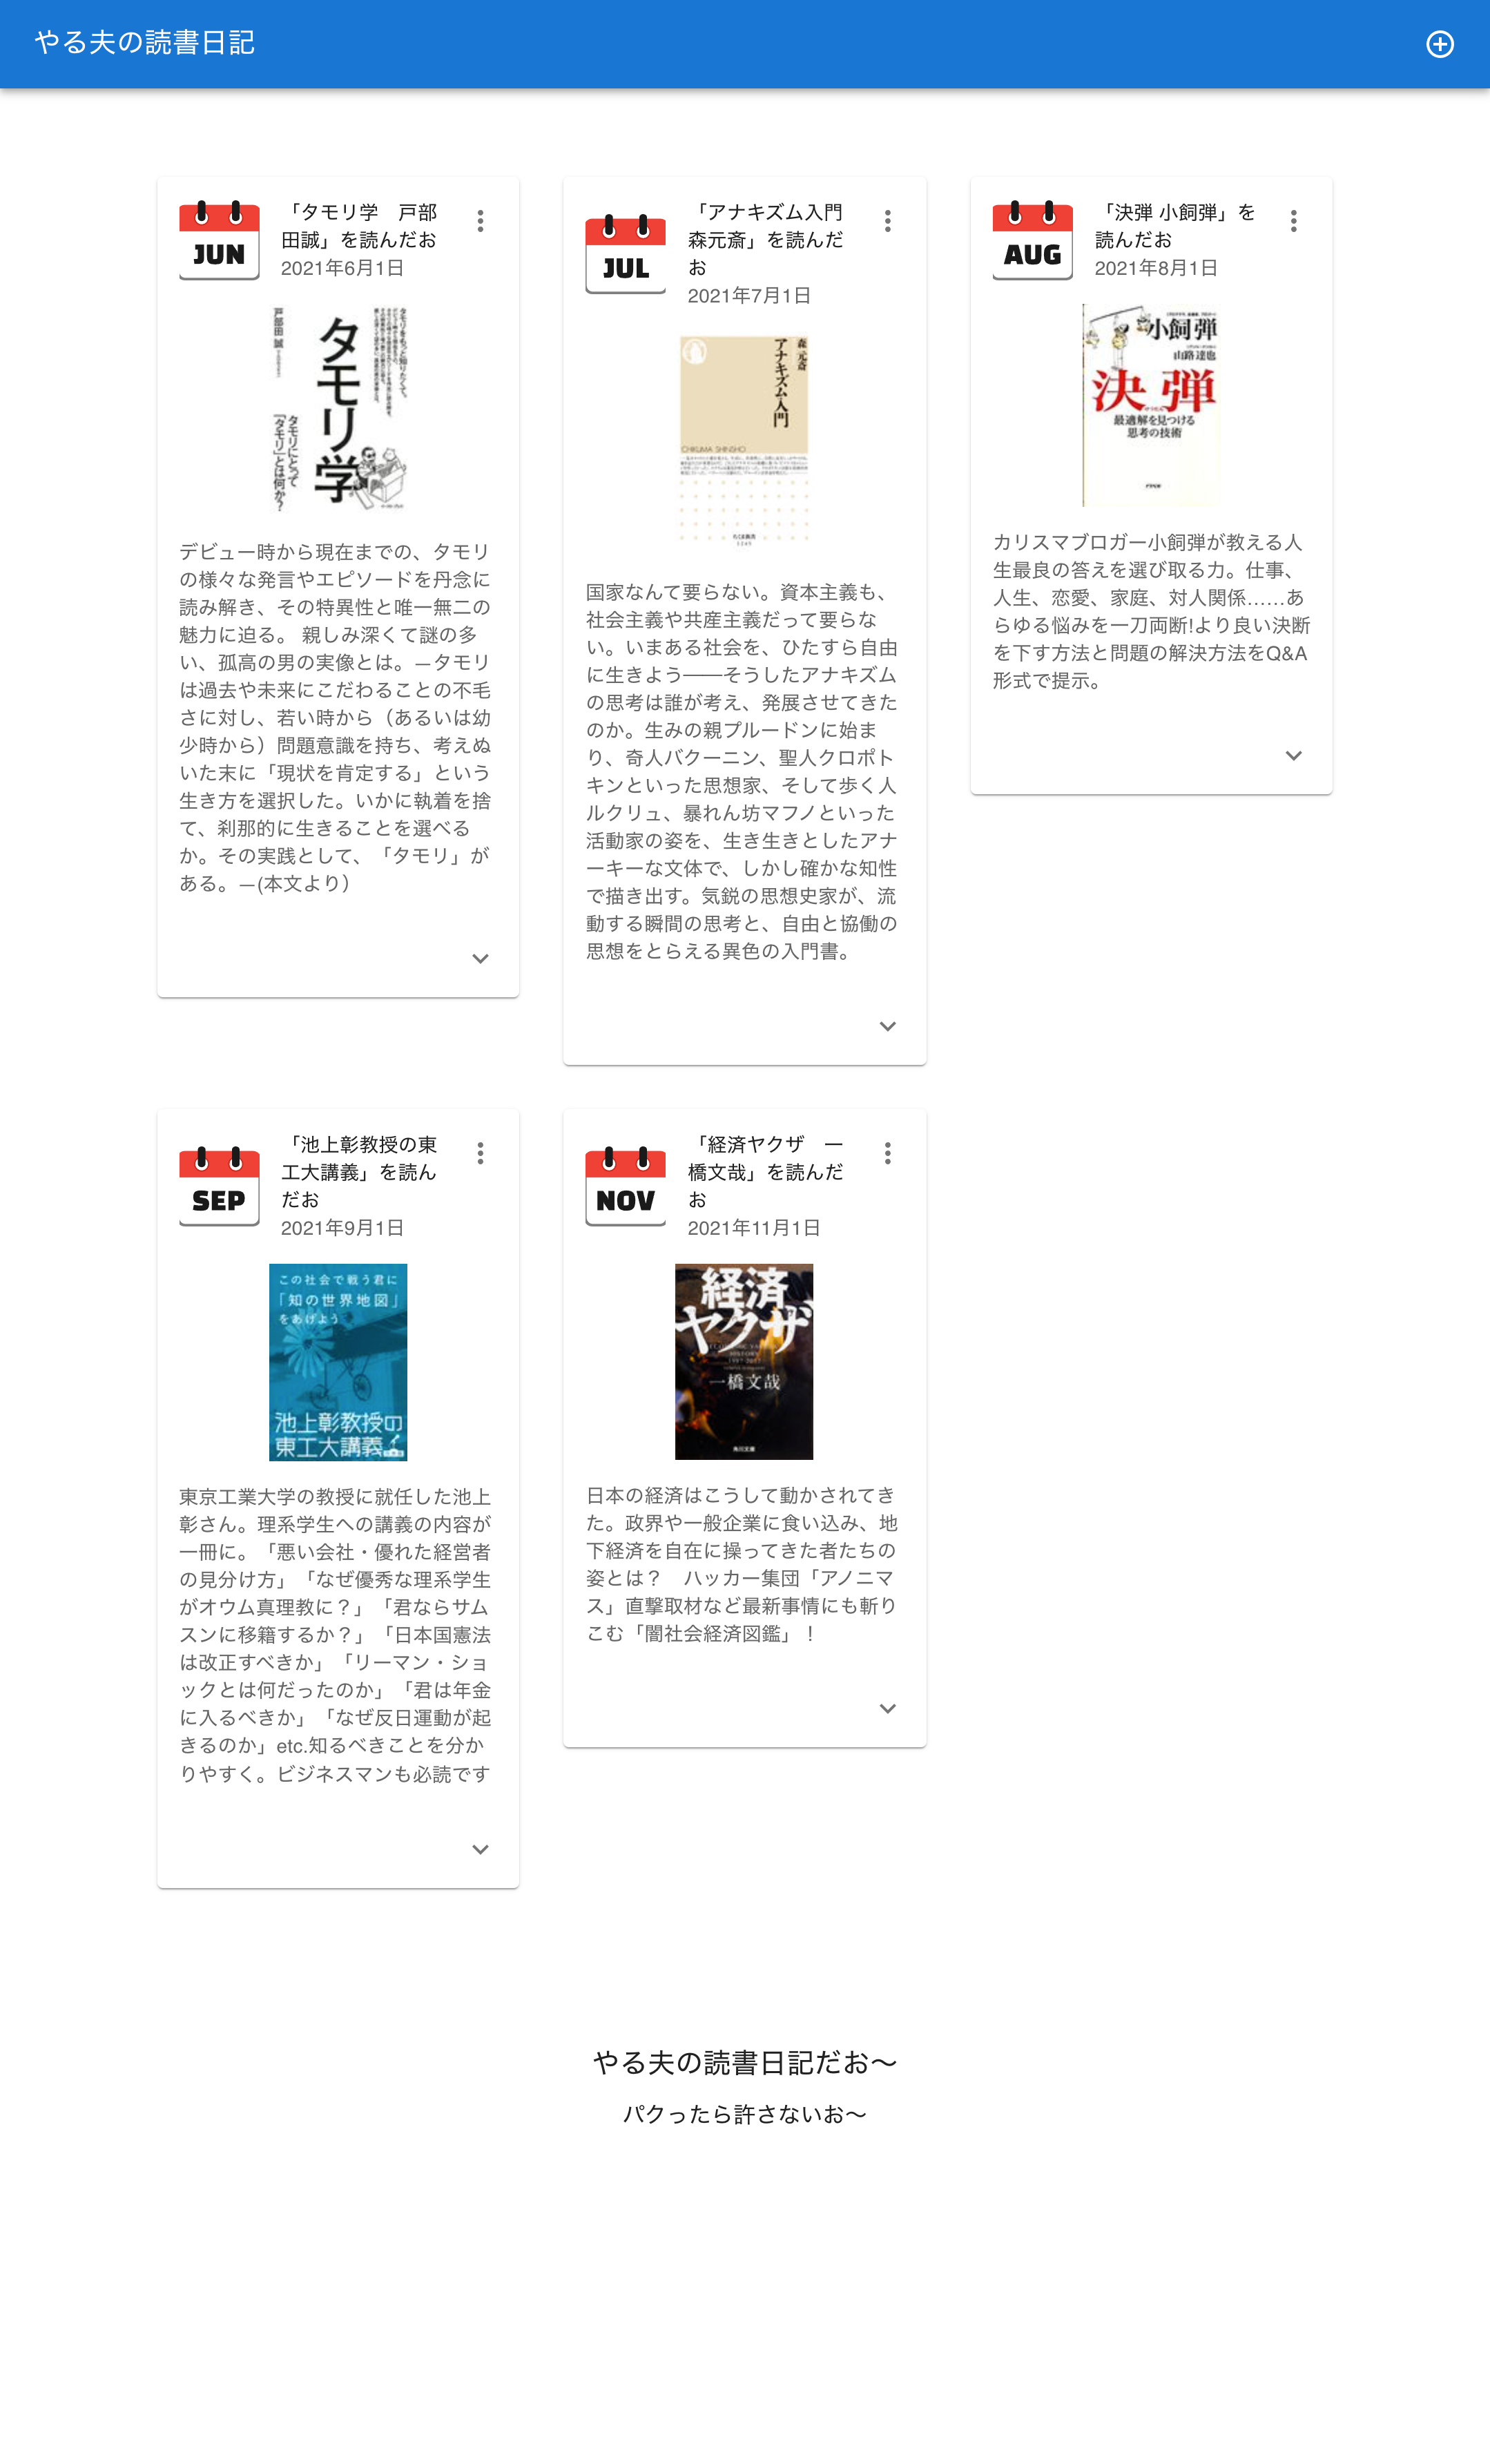 やる夫の読書日記
JUN
「タモリ学　戸部
田誠」を読んだお
2021年6月1日
タモリをもっと知りたくて。
タモリ学
戸部田 誠
タモリにとって
「タモリ」とは何か?
デビュー時から現在までの、タモリ
の様々な発言やエピソードを丹念に
読み解き、その特異性と唯一無二の
魅力に迫る。 親しみ深くて謎の多
い、孤高の男の実像とは。―タモリ
は過去や未来にこだわることの不毛
さに対し、若い時から（あるいは幼
少時から）問題意識を持ち、考えぬ
いた末に「現状を肯定する」という
生き方を選択した。いかに執着を捨
て、刹那的に生きることを選べる
か。その実践として、「タモリ」が
ある。―(本文より）
JUL
「アナキズム入門
森元斎」を読んだ
お
2021年7月1日
森 元斎
アナキズム入門
CHIKUMA SHINSHO
ちくま新書
1245
国家なんて要らない。資本主義も、
社会主義や共産主義だって要らな
い。いまある社会を、ひたすら自由
に生きよう――そうしたアナキズム
の思考は誰が考え、発展させてきた
のか。生みの親プルードンに始ま
り、奇人バクーニン、聖人クロポト
キンといった思想家、そして歩く人
ルクリュ、暴れん坊マフノといった
活動家の姿を、生き生きとしたアナ
ーキーな文体で、しかし確かな知性
で描き出す。気鋭の思想史家が、流
動する瞬間の思考と、自由と協働の
思想をとらえる異色の入門書。
AUG
「決弾 小飼弾」を
読んだお
2021年8月1日
小飼弾
山路達也
決弾
最適解を見つける
思考の技術
カリスマブロガー小飼弾が教える人
生最良の答えを選び取る力。仕事、
人生、恋愛、家庭、対人関係……あ
らゆる悩みを一刀両断!より良い決断
を下す方法と問題の解決方法をQ&A
形式で提示。
SEP
「池上彰教授の東
工大講義」を読ん
だお
2021年9月1日
この社会で戦う君に
「知の世界地図」
をあげよう
池上彰教授の
東工大講義
東京工業大学の教授に就任した池上
彰さん。理系学生への講義の内容が
一冊に。「悪い会社・優れた経営者
の見分け方」「なぜ優秀な理系学生
がオウム真理教に？」「君ならサム
スンに移籍するか？」「日本国憲法
は改正すべきか」「リーマン・ショ
ックとは何だったのか」「君は年金
に入るべきか」「なぜ反日運動が起
きるのか」etc.知るべきことを分か
りやすく。ビジネスマンも必読です
NOV
「経済ヤクザ　一
橋文哉」を読んだ
お
2021年11月1日
経済
ヤクザ
一橋文哉
角川文庫
日本の経済はこうして動かされてき
た。政界や一般企業に食い込み、地
下経済を自在に操ってきた者たちの
姿とは？　ハッカー集団「アノニマ
ス」直撃取材など最新事情にも斬り
こむ「闇社会経済図鑑」！
やる夫の読書日記だお〜
パクったら許さないお〜